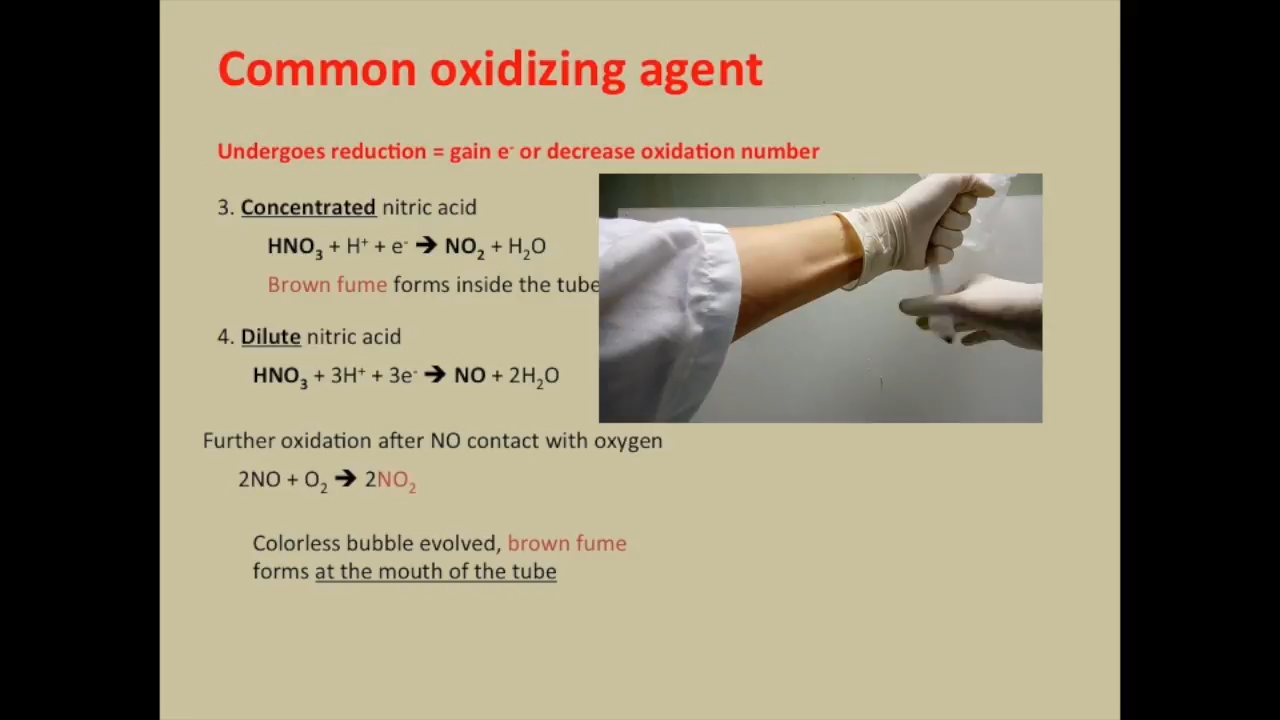 Common oxidizing agent
Undergoes reduction = gain e⁻ or decrease oxidation number
3. Concentrated nitric acid
HNO₃ + H⁺ + e⁻ ➔ NO₂ + H₂O
Brown fume forms inside the tube
4. Dilute nitric acid
HNO₃ + 3H⁺ + 3e⁻ ➔ NO + 2H₂O
Further oxidation after NO contact with oxygen
2NO + O₂ ➔ 2NO₂
Colorless bubble evolved, brown fume
forms at the mouth of the tube